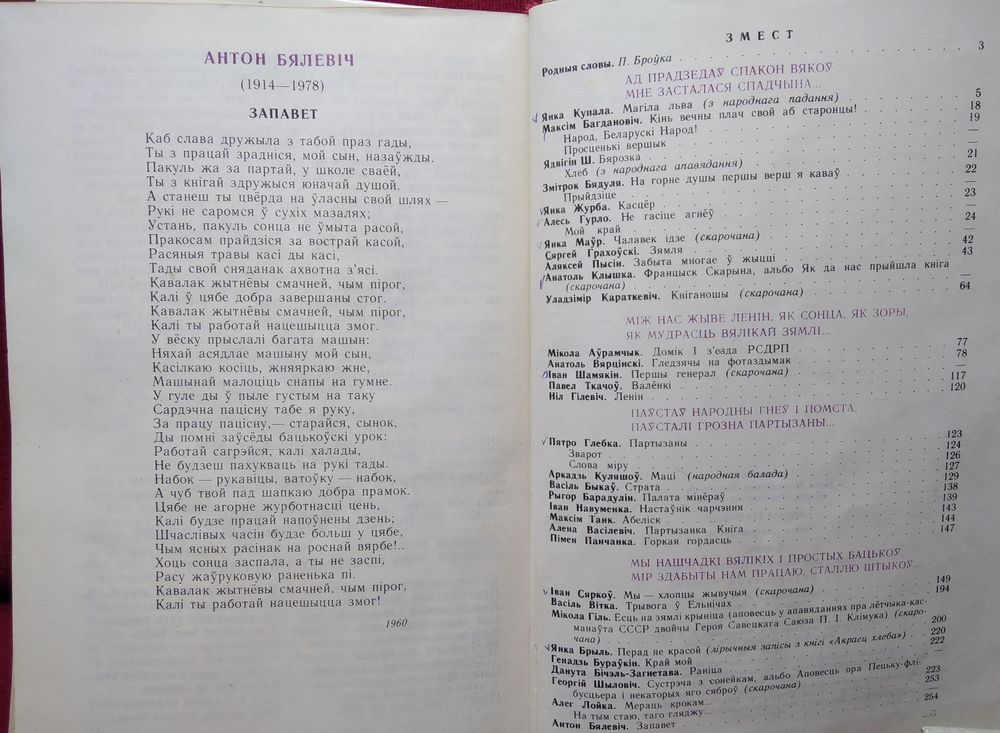 АНТОН БЯЛЕВІЧ
(1914—1978)
ЗАПАВЕТ
Каб слава дружыла з табой праз гады,
Ты з працай зрадніся, мой сын, назаўжды.
Пакуль жа за партай, у школе сваёй,
Ты з кнігай здружыся юначай душой.
А станеш ты цвёрда на ўласны свой шлях —
Рукі не саромся ў сухіх мазалях;
Устань, пакуль сонца не ўмыта расой,
Пракосам прайдзіся за вострай касой,
Расяныя травы касі ды касі,
Тады свой сняданак ахвотна з'ясі.
Кавалак жытнёвы смачней, чым пірог,
Калі ў цябе добра завершаны стог.
Кавалак жытнёвы смачней, чым пірог,
Калі ты работай нацешыцца змог.
У вёску прыслалі багата машын:
Няхай асядлае машыну мой сын,
Касілкаю косіць, жняяркаю жне,
Машынай малоціць снапы на гумне.
У гуле ды ў пыле густым на таку
Сардэчна пацісну табе я руку,
За працу пацісну,— старайся, сынок,
Ды помні заўсёды бацькоўскі урок:
Работай сагрэйся, калі халады,
Не будзеш пахукваць на рукі тады.
Набок — рукавіцы, ватоўку — набок,
А чуб твой пад шапкаю добра прамок.
Цябе не агорне журботнасці цень,
Калі будзе працай напоўнены дзень;
Шчаслівых часін будзе больш у цябе,
Чым ясных расінак на роснай вярбе!..
Хоць сонца заспала, а ты не заспі,
Расу жаўруковую раненька пі.
Кавалак жытнёвы смачней, чым пірог,
Калі ты работай нацешыцца змог!
1960
ЗМЕСТ
Родныя словы. П. Броўка 3
АД ПРАДЗЕДАЎ СПАКОН ВЯКОЎ
МНЕ ЗАСТАЛАСЯ СПАДЧЫНА...
Янка Купала. Магіла льва (з народнага падання) 5
Максім Багдановіч. Кінь вечны плач свой аб старонцы! 18
Народ, Беларускі Народ! 19
Просценькі вершык —
Ядвігін Ш. Бярозка —
Хлеб (з народнага апавядання) 21
Змітрок Бядуля. На горне душы першы верш я каваў 22
Прыйдзіце —
Янка Журба. Касцёр 23
Алесь Гурло. Не гасіце агнёў —
Мой край 24
Янка Маўр. Чалавек ідзе (скарочана) —
Сяргей Грахоўскі. Зямля 42
Аляксей Пысін. Забыта многае ў жыцці 43
Анатоль Клышка. Францыск Скарына, альбо Як да нас прыйшла кніга
(скарочана) —
Уладзімір Караткевіч. Кніганошы (скарочана) 64
МІЖ НАС ЖЫВЕ ЛЕНІН, ЯК СОНЦА, ЯК ЗОРЫ,
ЯК МУДРАСЦЬ ВЯЛІКАЙ ЗЯМЛІ...
Мікола Аўрамчык. Домік І з'езда РСДРП 77
Анатоль Вярцінскі. Гледзячы на фотаздымак 78
Іван Шамякін. Першы генерал (скарочана) —
Павел Ткачоў. Валёнкі 117
Ніл Гілевіч. Ленін 120
ПАЎСТАЎ НАРОДНЫ ГНЕЎ І ПОМСТА,
ПАЎСТАЛІ ГРОЗНА ПАРТЫЗАНЫ...
Пятро Глебка. Партызаны 123
Зварот 124
Слова міру 126
Аркадзь Куляшоў. Маці (народная балада) 127
Васіль Быкаў. Страта 129
Рыгор Барадулін. Палата мінёраў 138
Іван Навуменка. Настаўнік чарчэння 139
Максім Танк. Абеліск 143
Алена Васілевіч. Партызанка Кніга 144
Пімен Панчанка. Горкая гордасць 147
МЫ НАШЧАДКІ ВЯЛІКІХ І ПРОСТЫХ БАЦЬКОЎ,
МІР ЗДАБЫТЫ НАМ ПРАЦАЮ, СТАЛЛЮ ШТЫКОЎ...
Іван Сяркоў. Мы — хлопцы жывучыя (скарочана) 149
Васіль Вітка. Трывога ў Ельнічах 194
Мікола Гіль. Ёсць на зямлі крыніца (аповесць у апавяданнях пра лётчыка-кас-
манаўта СССР двойчы Героя Савецкага Саюза П. І. Клімука) (скаро-
чана) 200
Янка Брыль. Перад яе красой (лірычныя запісы з кнігі «Акраец хлеба») 220
Генадзь Бураўкін. Край мой 222
Данута Бічэль-Загнетава. Раніца —
Георгій Шыловіч. Сустрэча з сонейкам, альбо Аповесць пра Пецьку-флі-
бусцьера і некаторых яго сяброў (скарочана) 223
Алег Лойка. Мераць крокам... 253
На тым стаю, таго гляджу... —
Антон Бялевіч. Запавет 254